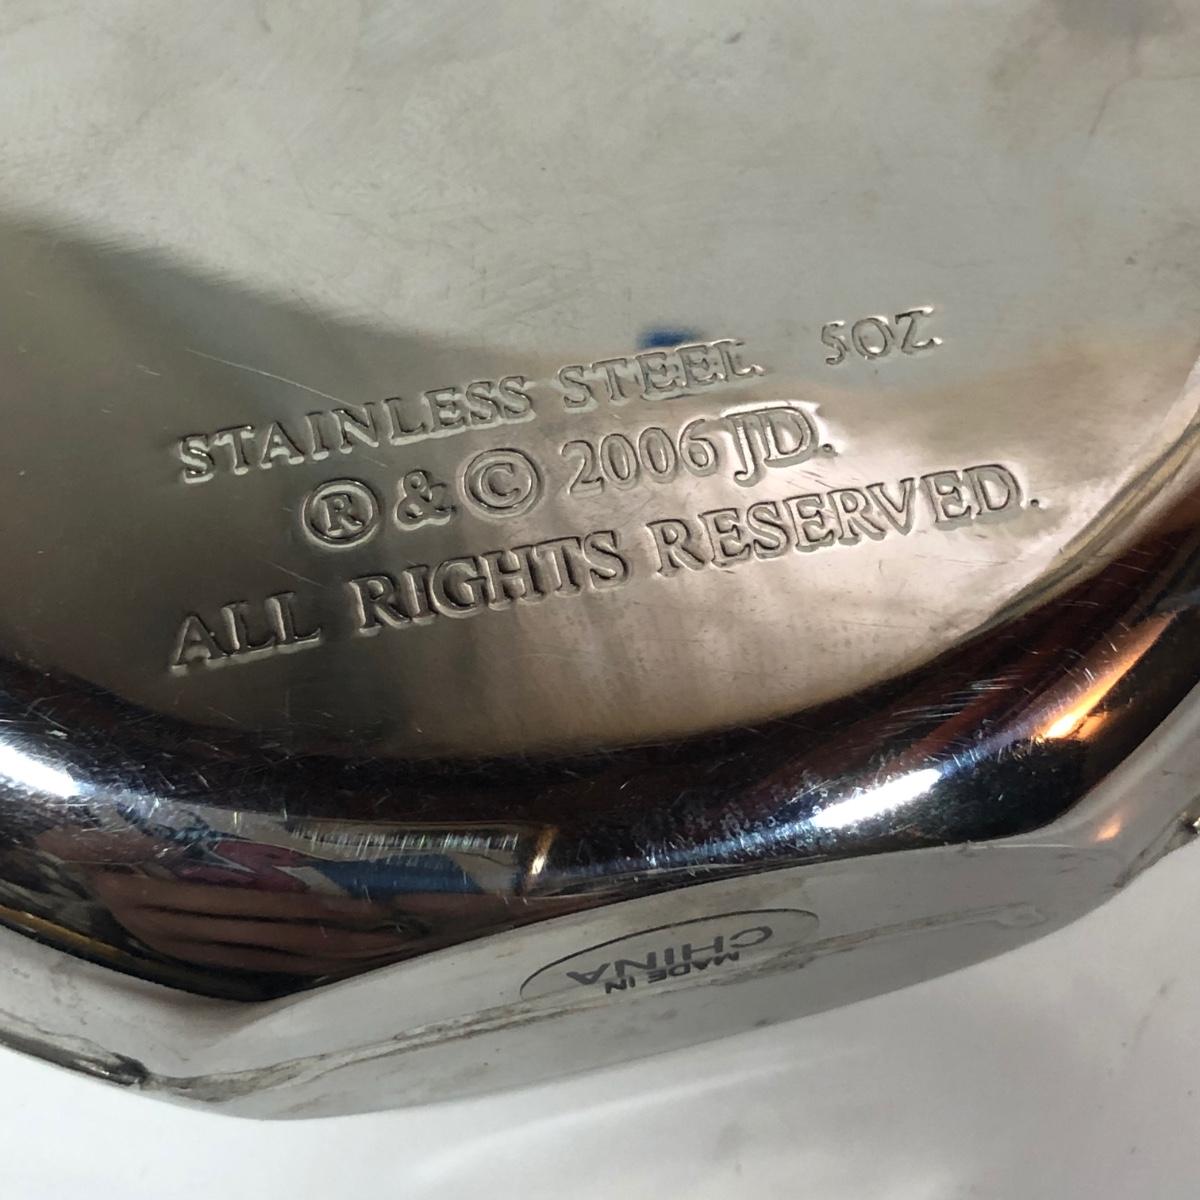 STAINLESS STEEL 5OZ.
® & © 2006 JD.
ALL RIGHTS RESERVED.
MADE IN
CHINA